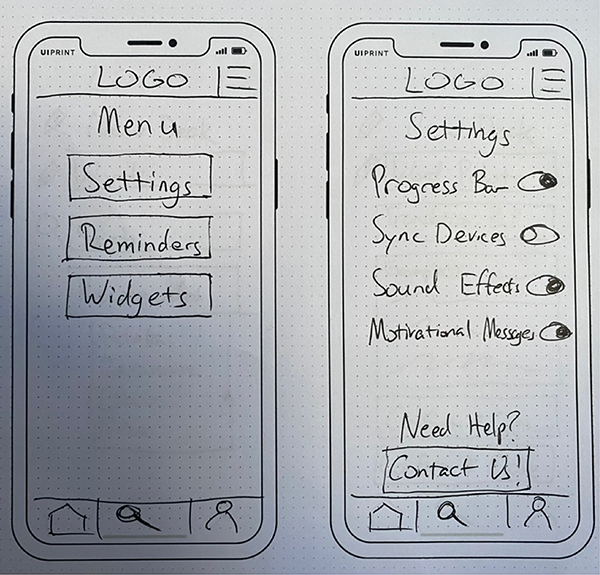 UIPRINT
LOGO
Menu
Settings
Reminders
Widgets
UIPRINT
LOGO
Settings
Progress Bar
Sync Devices
Sound Effects
Motivational Messages
Need Help?
Contact Us!